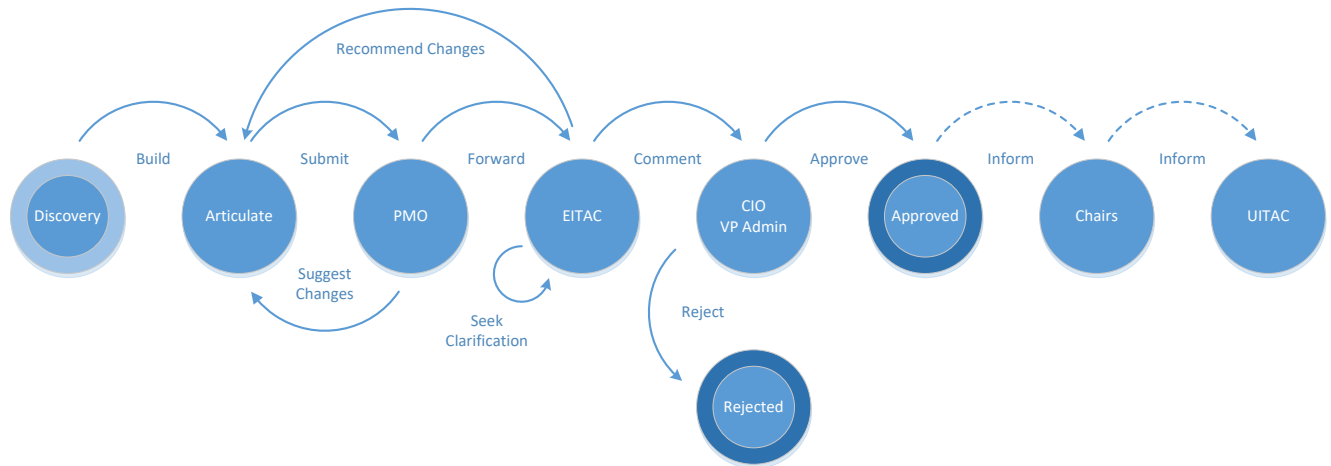 Recommend Changes
Build
Submit
Forward
Comment
Approve
Inform
Inform
Discovery
Articulate
PMO
EITAC
CIO
VP Admin
Approved
Chairs
UITAC
Suggest
Changes
Seek
Clarification
Reject
Rejected